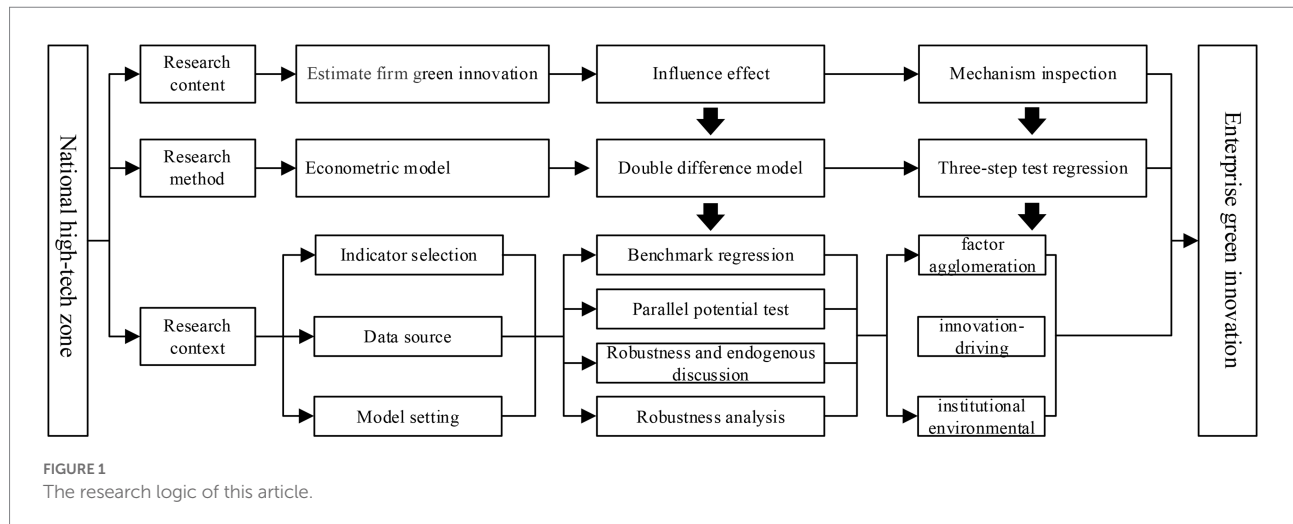 National high-tech zone
Research
content
Estimate firm green innovation
Influence effect
Mechanism inspection
Research
method
Econometric model
Double difference model
Three-step test regression
Research
context
Indicator selection
Data source
Model setting
Benchmark regression
Parallel potential test
Robustness and endogenous
discussion
Robustness analysis
factor
agglomeration
innovation-
driving
institutional
environmental
Enterprise green innovation
FIGURE 1
The research logic of this article.